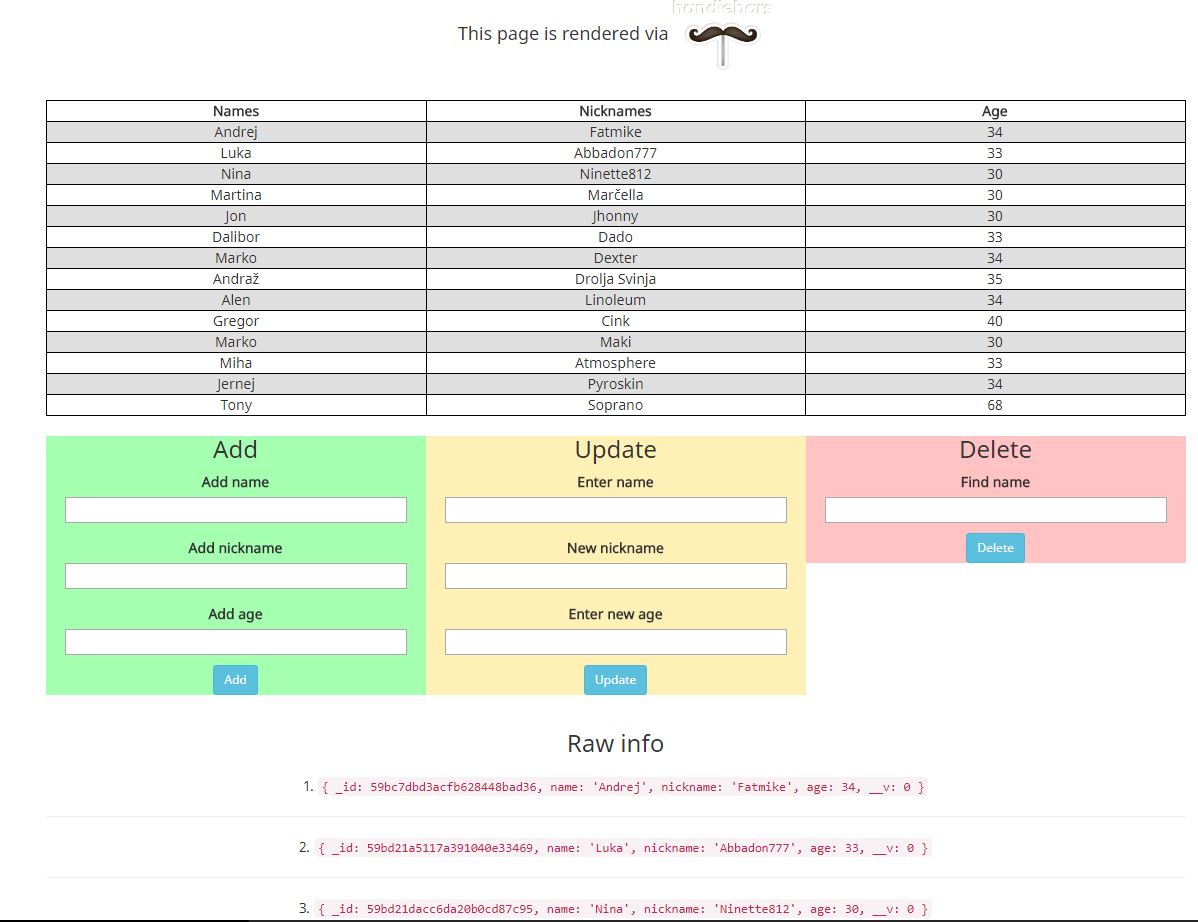 handlebars
This page is rendered via
Names Nicknames Age
Andrej Fatmike 34
Luka Abbadon777 33
Nina Ninette812 30
Martina Marčella 30
Jon Jhonny 30
Dalibor Dado 33
Marko Dexter 34
Andraž Drolja Svinja 35
Alen Linoleum 34
Gregor Cink 40
Marko Maki 30
Miha Atmosphere 33
Jernej Pyroskin 34
Tony Soprano 68
Add
Add name
Add nickname
Add age
Add
Update
Enter name
New nickname
Enter new age
Update
Delete
Find name
Delete
Raw info
1. { _id: 59bc7dbd3acfb628448bad36, name: 'Andrej', nickname: 'Fatmike', age: 34, __v: 0 }
2. { _id: 59bd21a5117a391040e33469, name: 'Luka', nickname: 'Abbadon777', age: 33, __v: 0 }
3. { _id: 59bd21dacc6da20b0cd87c95, name: 'Nina', nickname: 'Ninette812', age: 30, __v: 0 }